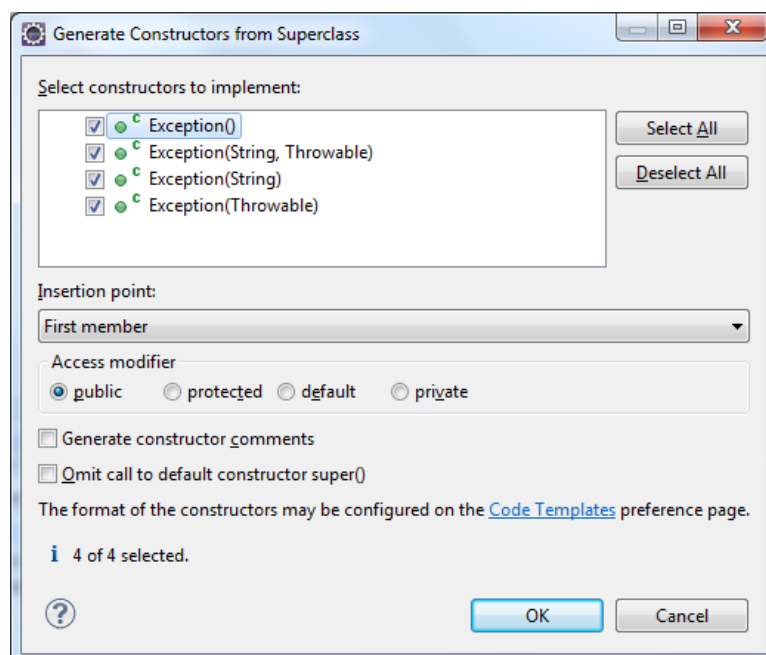 Generate Constructors from Superclass
Select constructors to implement:
C Exception()
C Exception(String, Throwable)
C Exception(String)
C Exception(Throwable)
Select All
Deselect All
Insertion point:
First member
Access modifier
public protected default private
Generate constructor comments
Omit call to default constructor super()
The format of the constructors may be configured on the Code Templates preference page.
i 4 of 4 selected.
?
OK Cancel